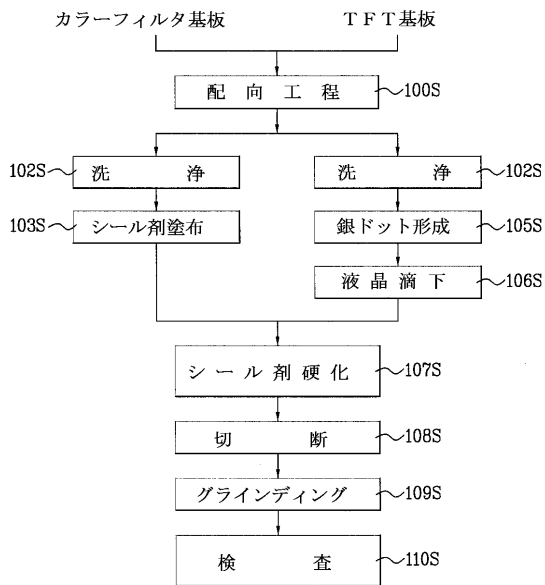 カラーフィルタ基板 TFT基板
配向工程 100S
102S 洗浄 洗浄 102S
103S シール剤塗布 銀ドット形成 105S
液晶滴下 106S
シール剤硬化 107S
切断 108S
グラインディング 109S
検査 110S